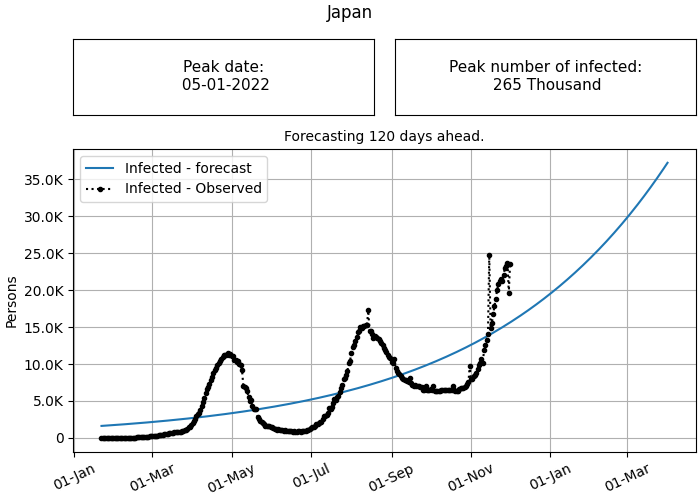 Japan
Peak date:
05-01-2022
Peak number of infected:
265 Thousand
Forecasting 120 days ahead.
Infected - forecast
Infected - Observed
Persons
35.0K
30.0K
25.0K
20.0K
15.0K
10.0K
5.0K
0
01-Jan
01-Mar
01-May
01-Jul
01-Sep
01-Nov
01-Jan
01-Mar